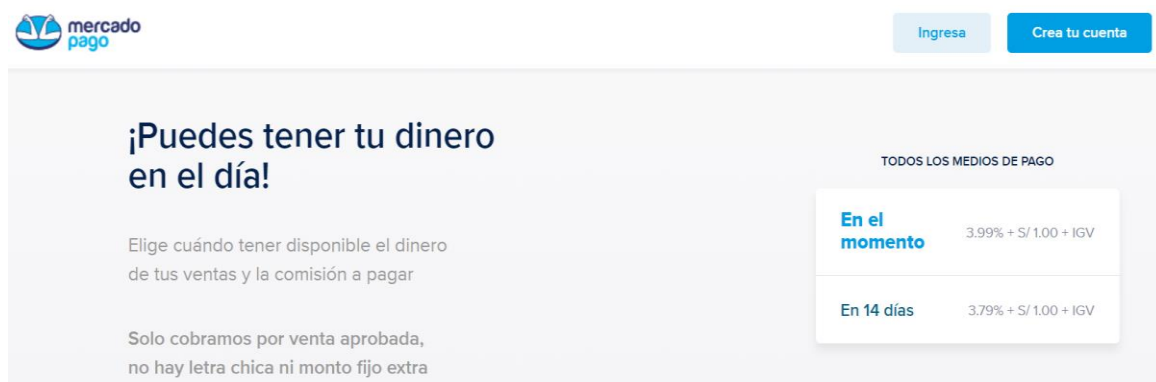 mercado
pago
Ingresa
Crea tu cuenta
¡Puedes tener tu dinero
en el día!
Elige cuándo tener disponible el dinero
de tus ventas y la comisión a pagar
Solo cobramos por venta aprobada,
no hay letra chica ni monto fijo extra
TODOS LOS MEDIOS DE PAGO
En el
momento
3.99% + S/ 1.00 + IGV
En 14 días
3.79% + S/ 1.00 + IGV